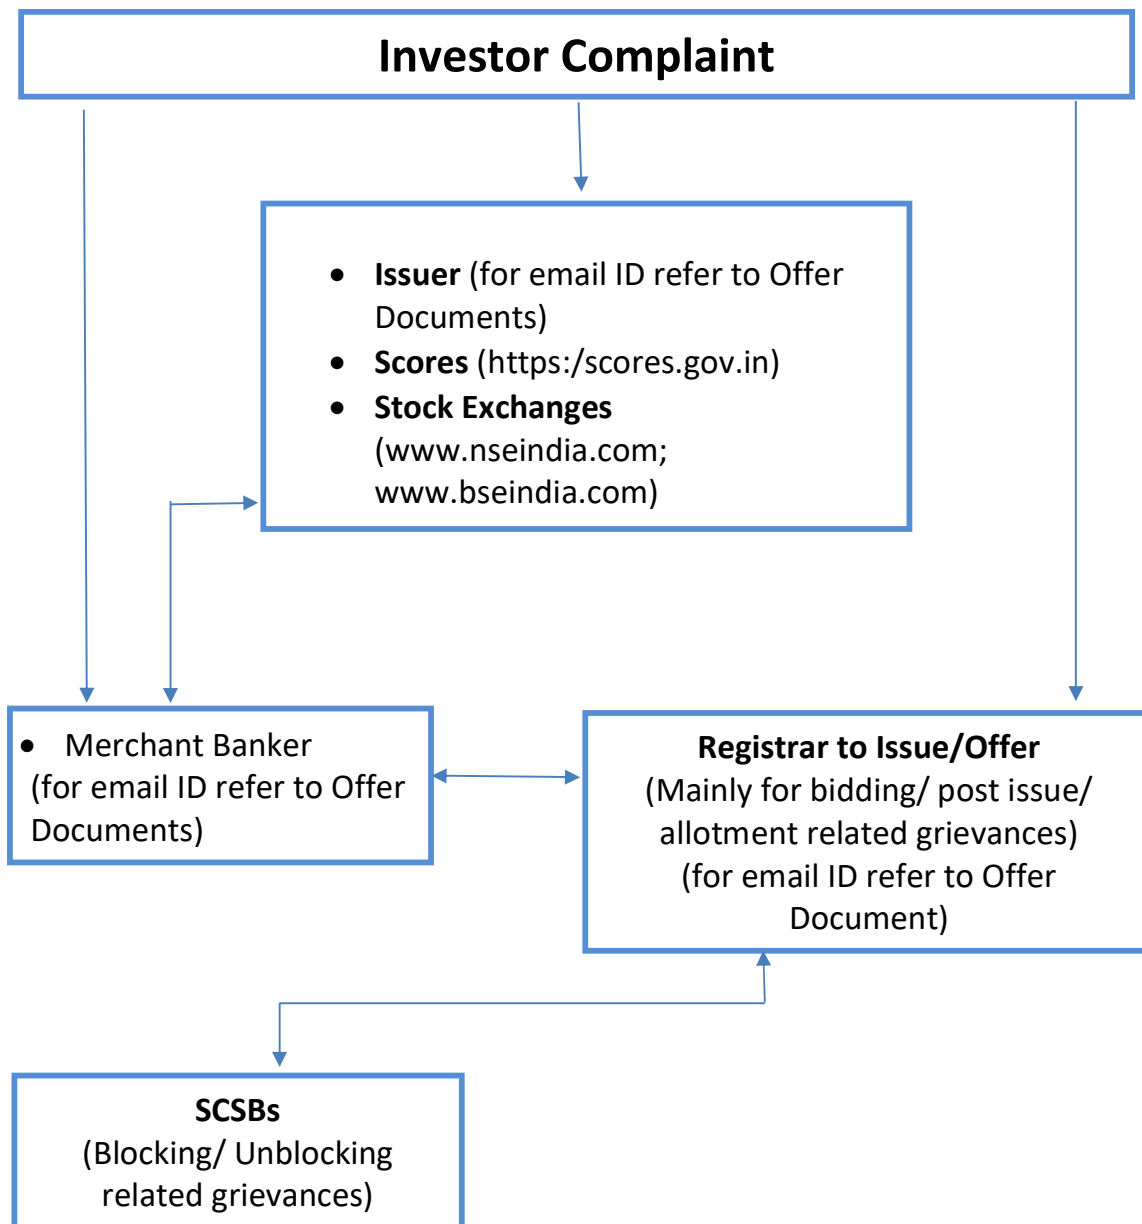 Investor Complaint
• Issuer (for email ID refer to Offer
Documents)
• Scores (https:/scores.gov.in)
• Stock Exchanges
(www.nseindia.com;
www.bseindia.com)
• Merchant Banker
(for email ID refer to Offer
Documents)
Registrar to Issue/Offer
(Mainly for bidding/ post issue/
allotment related grievances)
(for email ID refer to Offer
Document)
SCSBs
(Blocking/ Unblocking
related grievances)